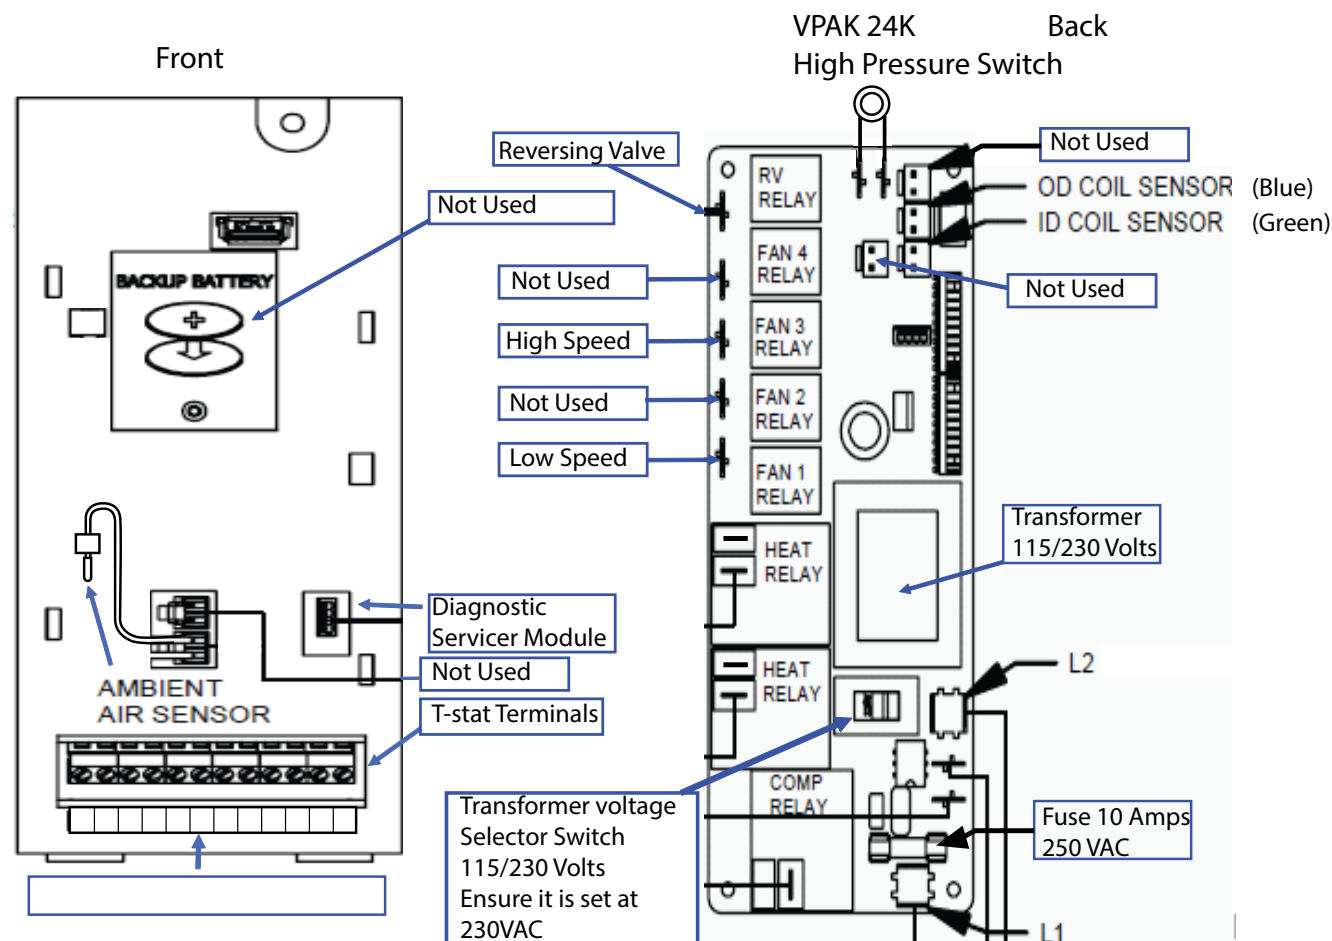 VPAK 24K
Back
High Pressure Switch
Front
Reversing Valve
Not Used
Not Used
RV
RELAY
OD COIL SENSOR (Blue)
ID COIL SENSOR (Green)
Not Used
BACKUP BATTERY
Not Used
FAN 4
RELAY
Not Used
High Speed
FAN 3
RELAY
Not Used
FAN 2
RELAY
Low Speed
FAN 1
RELAY
Transformer
115/230 Volts
HEAT
RELAY
Diagnostic
Servicer Module
Not Used
AMBIENT
AIR SENSOR
T-stat Terminals
HEAT
RELAY
L2
Transformer voltage
Selector Switch
115/230 Volts
Ensure it is set at
230VAC
COMP
RELAY
Fuse 10 Amps
250 VAC
L1